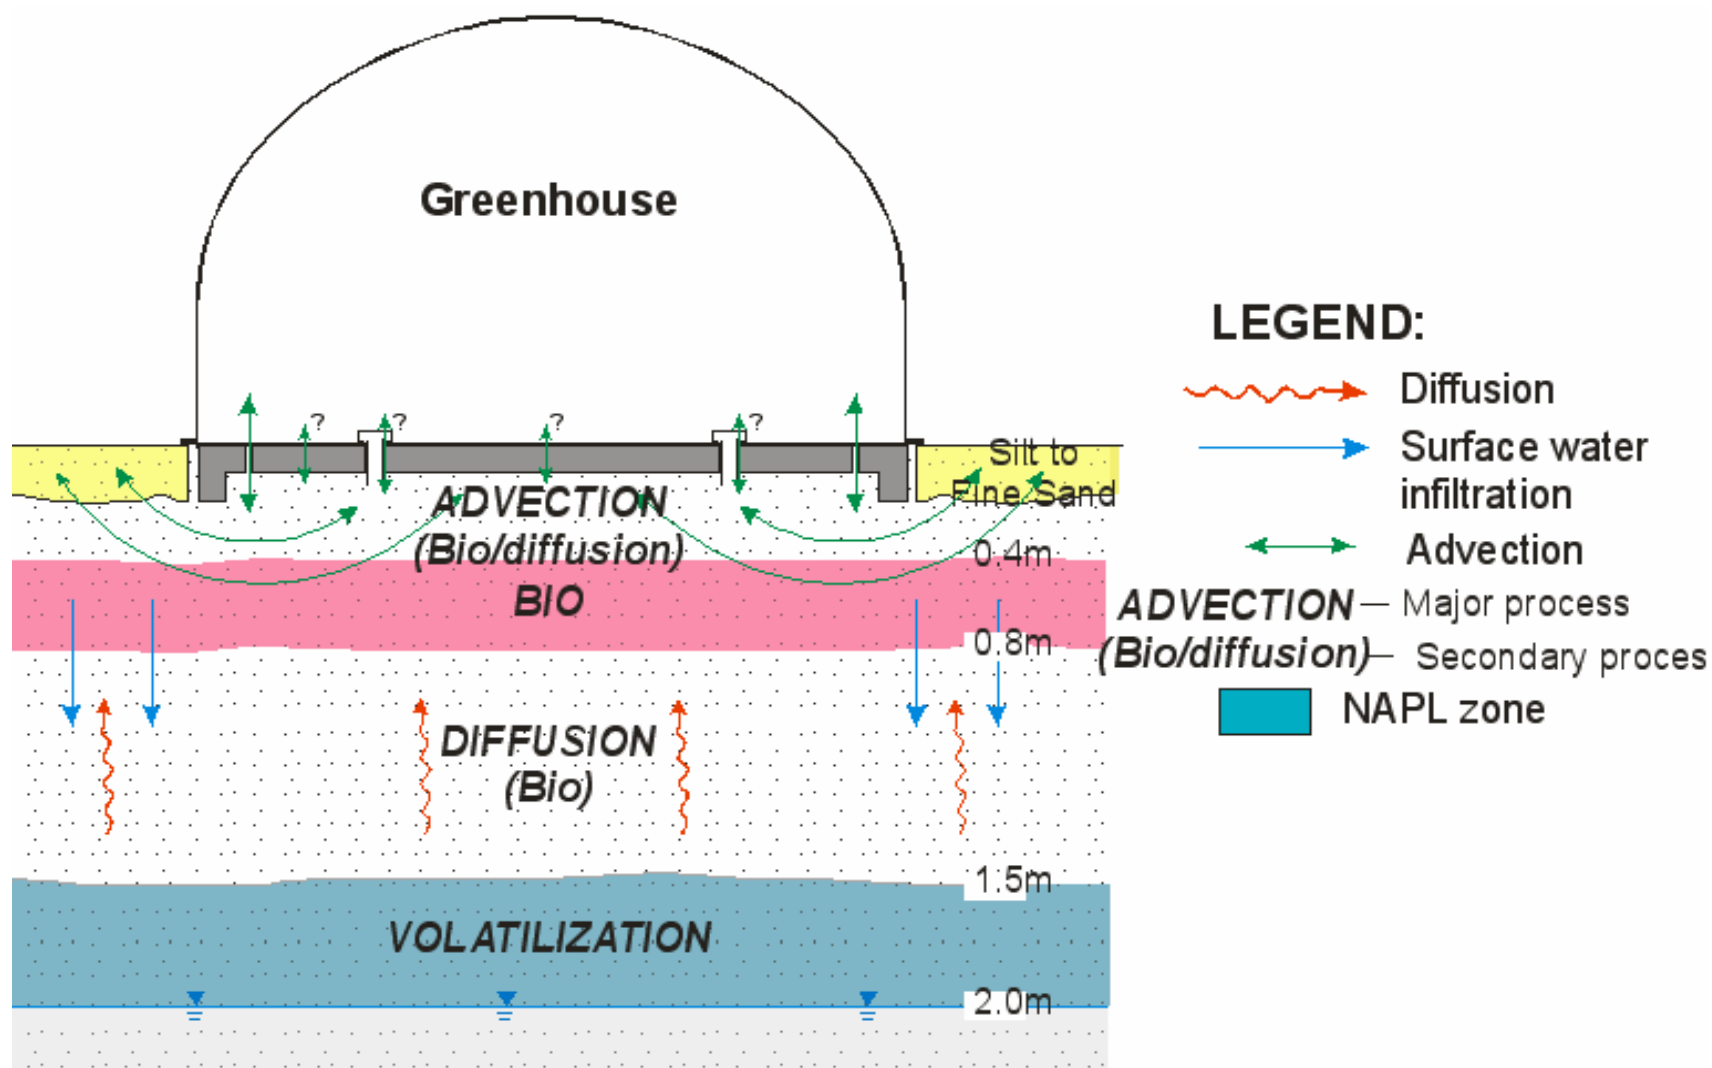 Greenhouse
LEGEND:
Diffusion
Surface water
infiltration
Advection
ADVECTION — Major process
(Bio/diffusion) — Secondary proces
NAPL zone
? ? ? ?
Silt to
Fine Sand
ADVECTION
(Bio/diffusion)
0.4m
BIO
0.8m
DIFFUSION
(Bio)
1.5m
VOLATILIZATION
2.0m